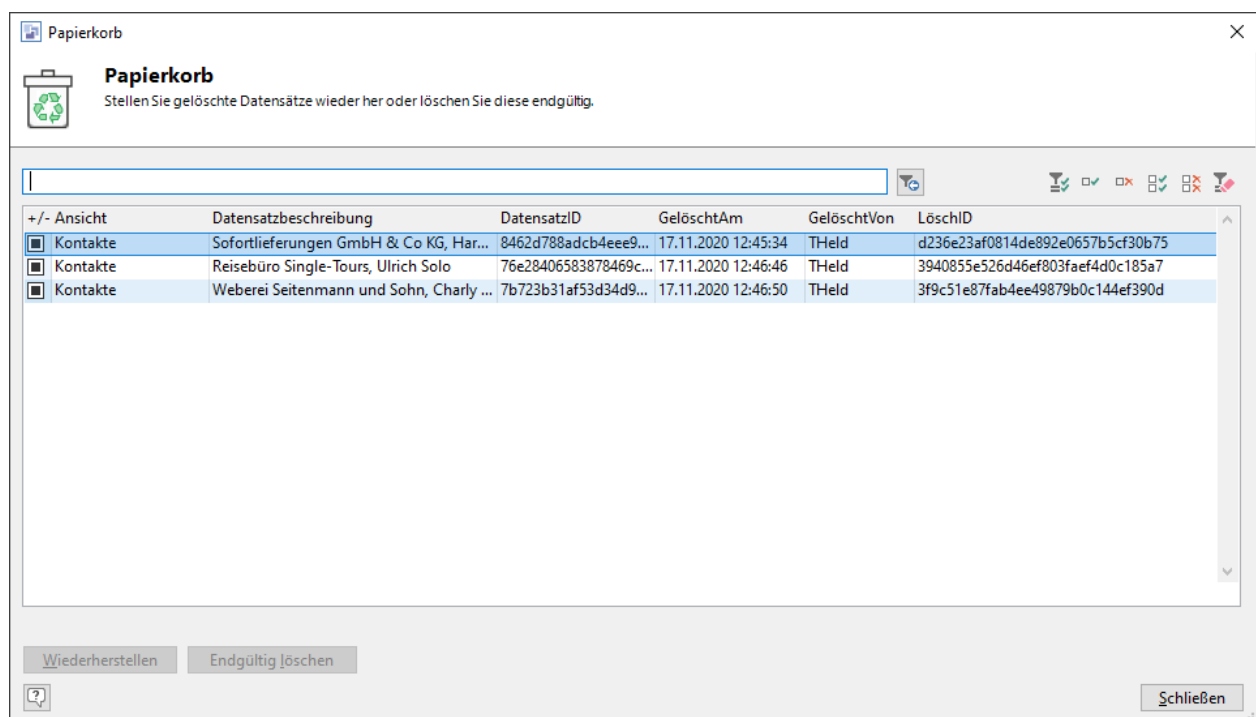 Papierkorb
Papierkorb
Stellen Sie gelöschte Datensätze wieder her oder löschen Sie diese endgültig.
+/- Ansicht Datensatzbeschreibung DatensatzID GelöschtAm GelöschtVon LöschID
Kontakte Sofortlieferungen GmbH & Co KG, Har... 8462d788adcb4eee9... 17.11.2020 12:45:34 THeld d236e23af0814de892e0657b5cf30b75
Kontakte Reisebüro Single-Tours, Ulrich Solo 76e28406583878469c... 17.11.2020 12:46:46 THeld 3940855e526d46ef803faef4d0c185a7
Kontakte Weberei Seitenmann und Sohn, Charly ... 7b723b31af53d34d9... 17.11.2020 12:46:50 THeld 3f9c51e87fab4ee49879b0c144ef390d
Wiederherstellen Endgültig löschen
Schließen